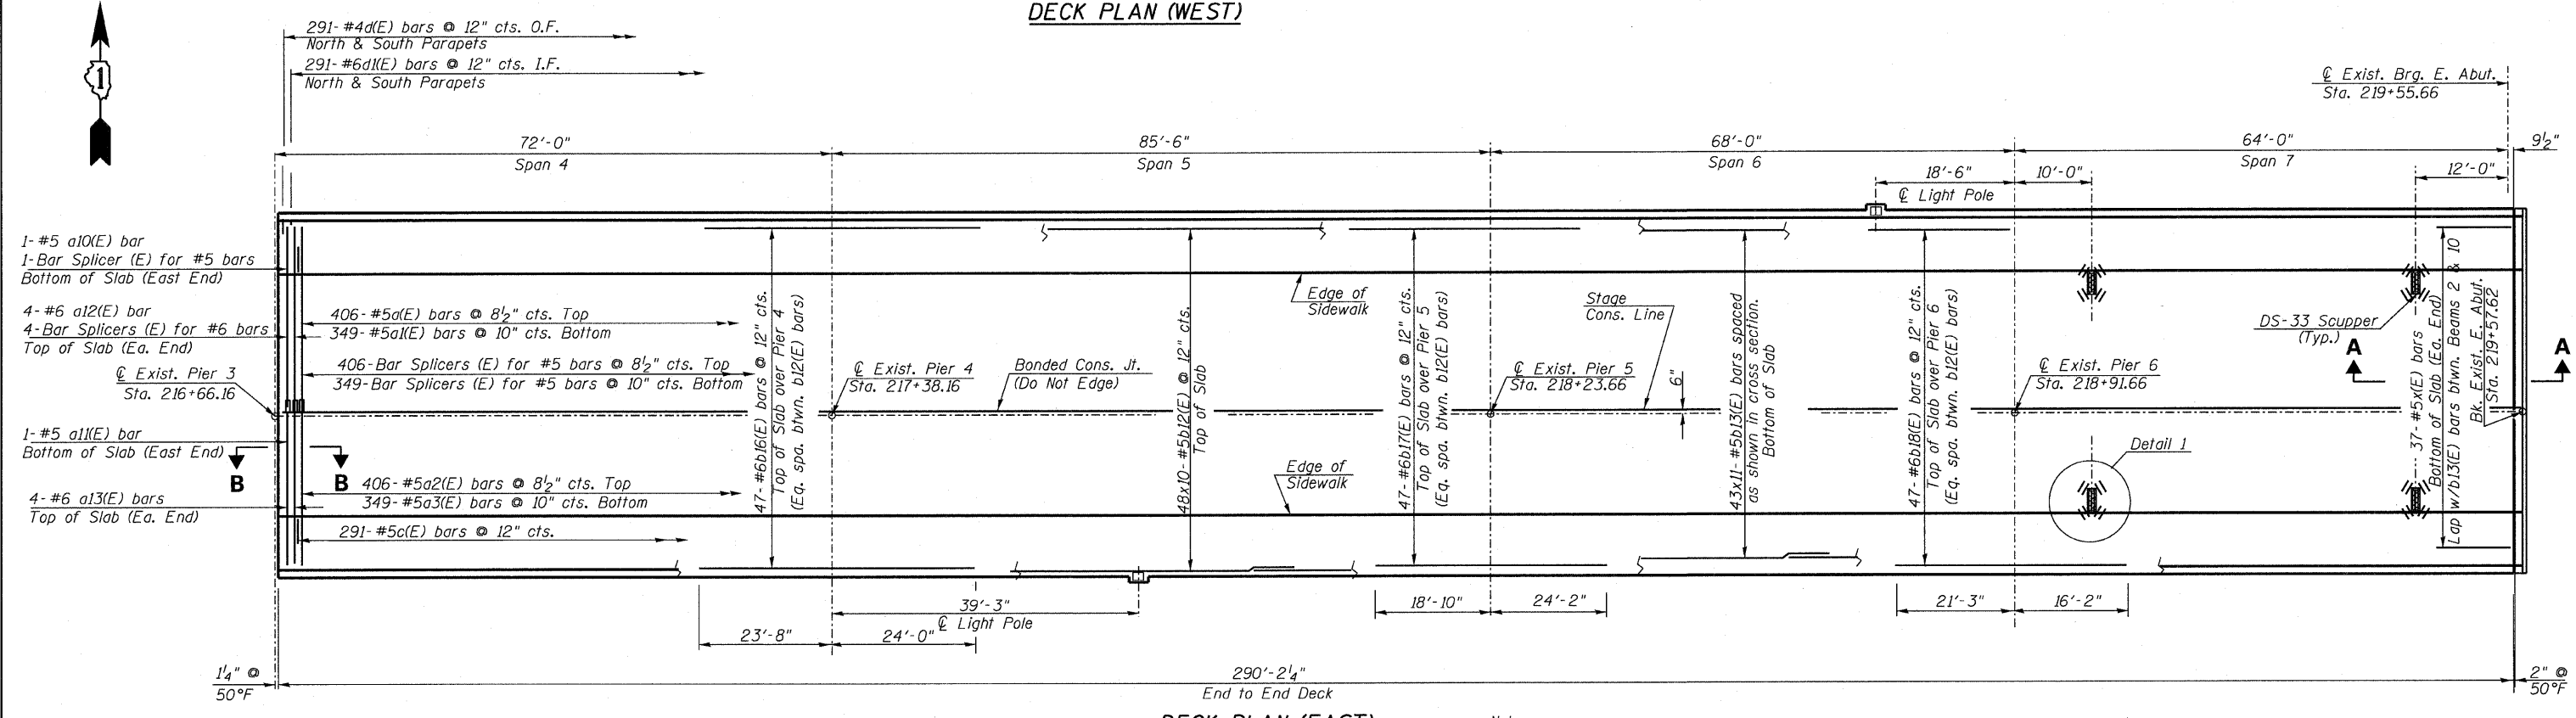 DECK PLAN (WEST)
291- #4d(E) bars @ 12" cts. O.F.
North & South Parapets
291- #6d1(E) bars @ 12" cts. I.F.
North & South Parapets
1
℄ Exist. Brg. E. Abut.
Sta. 219+55.66
72'-0"
Span 4
85'-6"
Span 5
68'-0"
Span 6
64'-0"
Span 7
9½"
18'-6"
10'-0"
12'-0"
℄ Light Pole
1-#5 a10(E) bar
1-Bar Splicer (E) for #5 bars
Bottom of Slab (East End)
4-#6 a12(E) bar
4-Bar Splicers (E) for #6 bars
Top of Slab (Ea. End)
℄ Exist. Pier 3
Sta. 216+66.16
1-#5 a11(E) bar
Bottom of Slab (East End)
4-#6 a13(E) bars
Top of Slab (Ea. End)
B
B
406-#5a(E) bars @ 8½" cts. Top
349-#5a1(E) bars @ 10" cts. Bottom
406-Bar Splicers (E) for #5 bars @ 8½" cts. Top
349-Bar Splicers (E) for #5 bars @ 10" cts. Bottom
406-#5a2(E) bars @ 8½" cts. Top
349-#5a3(E) bars @ 10" cts. Bottom
291-#5c(E) bars @ 12" cts.
47-#6b16(E) bars @ 12" cts.
Top of Slab over Pier 4
(Eq. spa. btwn. b12(E) bars)
℄ Exist. Pier 4
Sta. 217+38.16
Bonded Cons. Jt.
(Do Not Edge)
48x10-#5b12(E) @ 12" cts.
Top of Slab
Edge of
Sidewalk
Edge of
Sidewalk
47-#6b17(E) bars @ 12" cts.
Top of Slab over Pier 5
(Eq. spa. btwn. b12(E) bars)
℄ Exist. Pier 5
Sta. 218+23.66
Stage
Cons. Line
6"
43x11-#5b13(E) bars spaced
as shown in cross section.
Bottom of Slab
47-#6b18(E) bars @ 12" cts.
Top of Slab over Pier 6
(Eq. spa. btwn. b12(E) bars)
℄ Exist. Pier 6
Sta. 218+91.66
Detail 1
DS-33 Scupper
(Typ.)
A
A
37-#5x(E) bars
Bottom of Slab (Ea. End)
Lap w/b13(E) bars btwn. Beams 2 & 10
Bk. Exist. E. Abut.
Sta. 219+57.62
39'-3"
℄ Light Pole
23'-8"
24'-0"
18'-10"
24'-2"
21'-3"
16'-2"
1¼" @
50°F
290'-2¼"
End to End Deck
2" @
50°F
DECK PLAN (EAST)